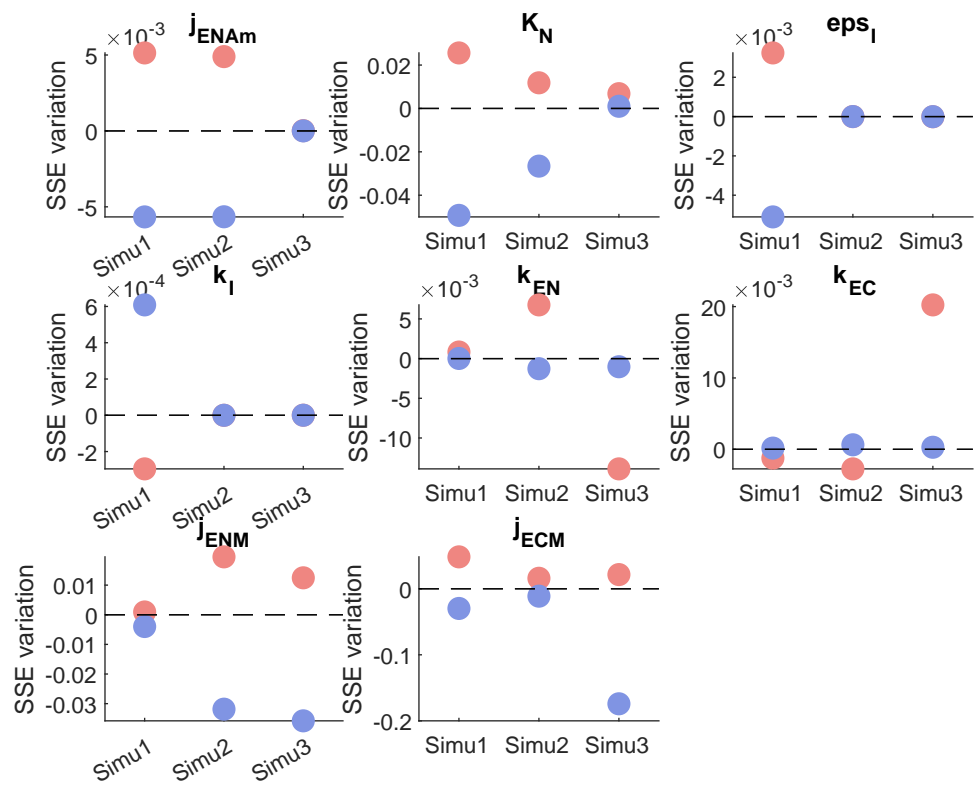 j_ENAm
×10^-3
SSE variation
5
0
-5
Simu1 Simu2 Simu3
K_N
SSE variation
0.02
0
-0.02
-0.04
Simu1 Simu2 Simu3
eps_I
×10^-3
SSE variation
2
0
-2
-4
Simu1 Simu2 Simu3
k_I
×10^-4
SSE variation
6
4
2
0
-2
Simu1 Simu2 Simu3
k_EN
×10^-3
SSE variation
5
0
-5
-10
Simu1 Simu2 Simu3
k_EC
×10^-3
SSE variation
20
10
0
Simu1 Simu2 Simu3
j_ENM
SSE variation
0.01
0
-0.01
-0.02
-0.03
Simu1 Simu2 Simu3
j_ECM
SSE variation
0
-0.1
-0.2
Simu1 Simu2 Simu3